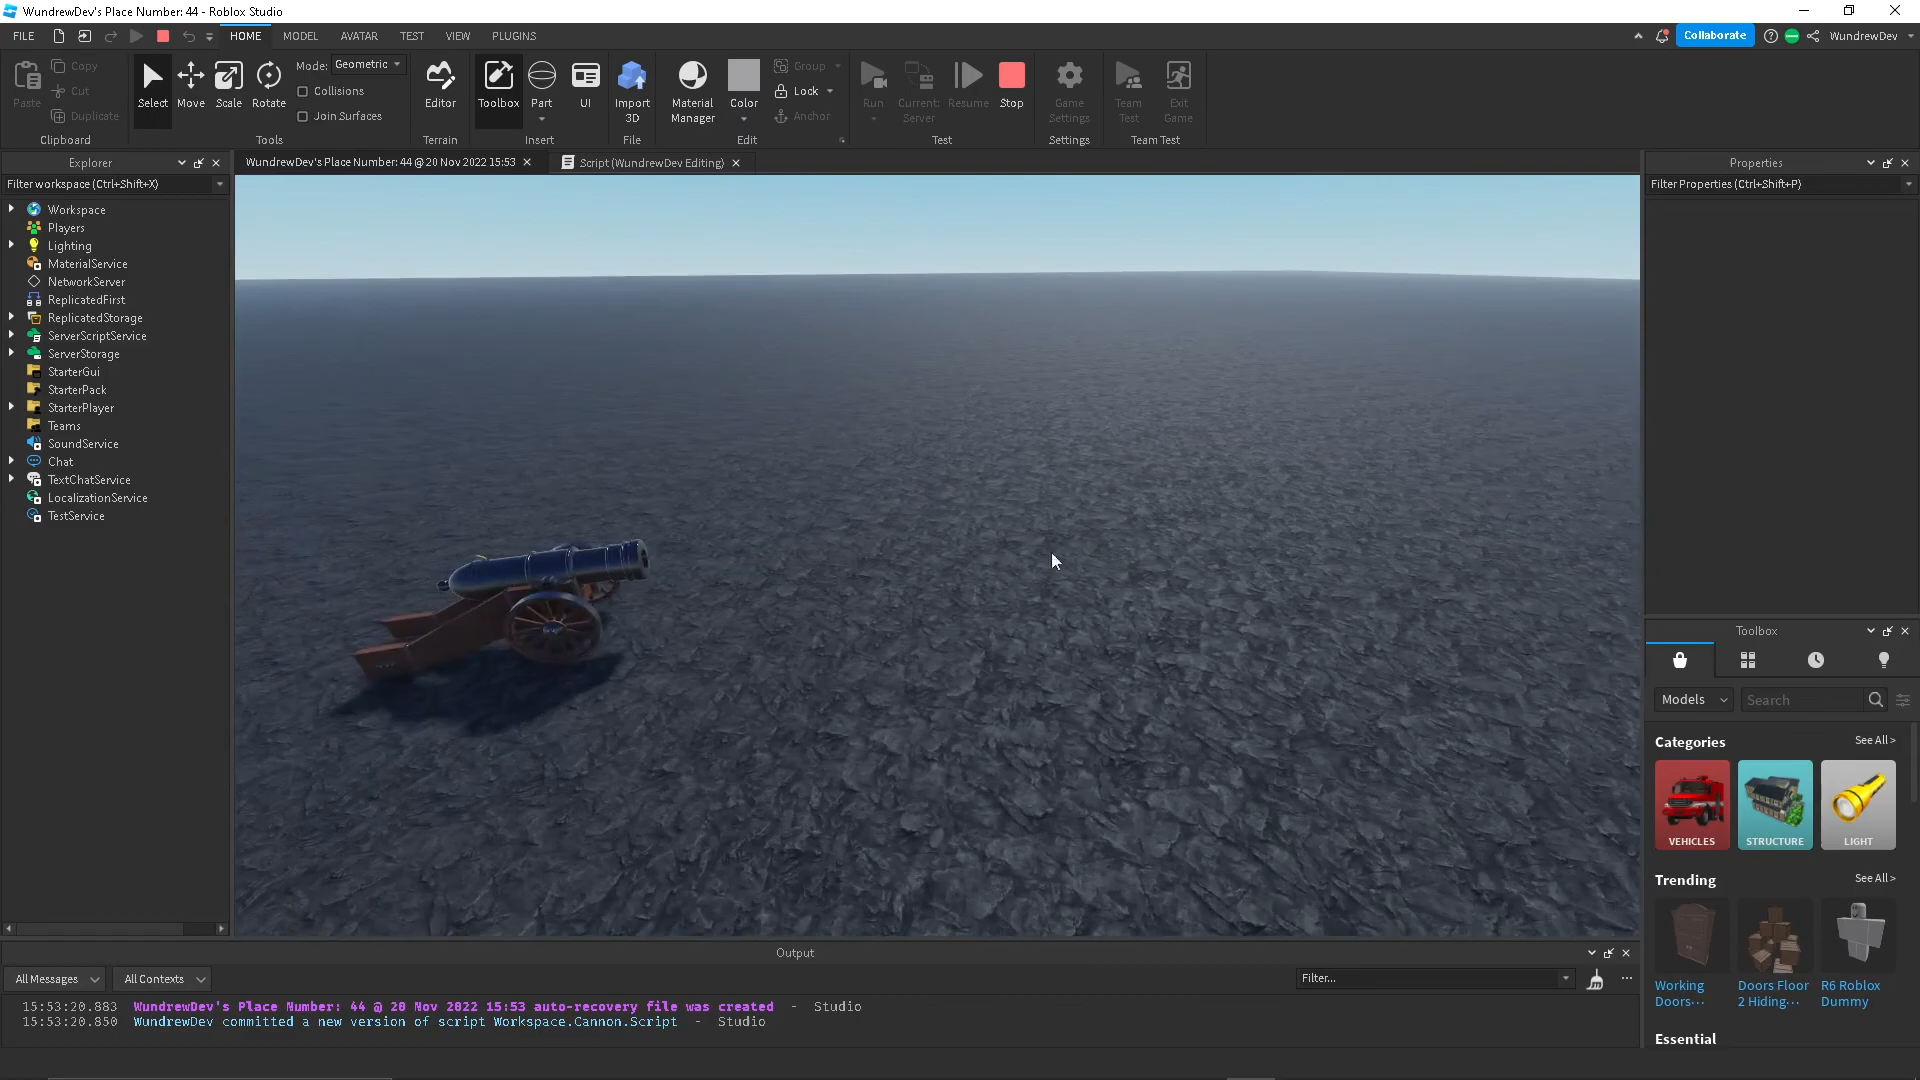 WundrewDev's Place Number: 44 - Roblox Studio
FILE HOME MODEL AVATAR TEST VIEW PLUGINS Collaborate WundrewDev
Paste Copy Cut Duplicate Clipboard
Select Move Scale Rotate Mode: Geometric Collisions Join Surfaces Tools
Editor Terrain
Toolbox Part UI Insert
Import 3D File
Material Manager Color Group Lock Anchor Edit
Run Current: Server Resume Stop Test
Game Settings Settings
Team Test Exit Game Team Test
Explorer
Filter workspace (Ctrl+Shift+X)
Workspace
Players
Lighting
MaterialService
NetworkServer
ReplicatedFirst
ReplicatedStorage
ServerScriptService
ServerStorage
StarterGui
StarterPack
StarterPlayer
Teams
SoundService
Chat
TextChatService
LocalizationService
TestService
WundrewDev's Place Number: 44 @ 20 Nov 2022 15:53
Script (WundrewDev Editing)
Properties
Filter Properties (Ctrl+Shift+P)
Toolbox
Models Search
Categories See All >
VEHICLES STRUCTURE LIGHT
Trending See All >
Working Doors... Doors Floor 2 Hiding... R6 Roblox Dummy
Essential
Output
All Messages All Contexts Filter...
15:53:20.883 WundrewDev's Place Number: 44 @ 20 Nov 2022 15:53 auto-recovery file was created - Studio
15:53:20.850 WundrewDev committed a new version of script Workspace.Cannon.Script - Studio